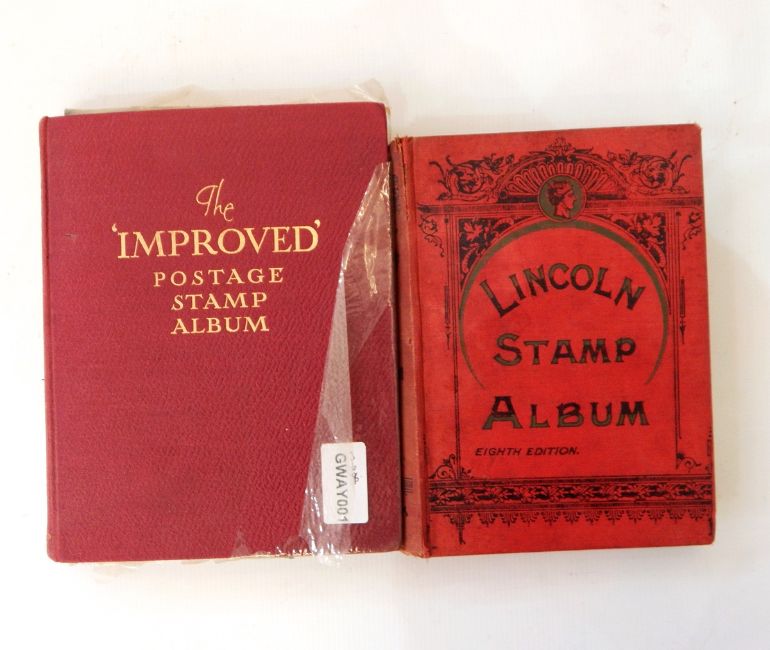 The
'IMPROVED'
POSTAGE
STAMP
ALBUM
GWAY001
LINCOLN
STAMP
ALBUM
EIGHTH EDITION.